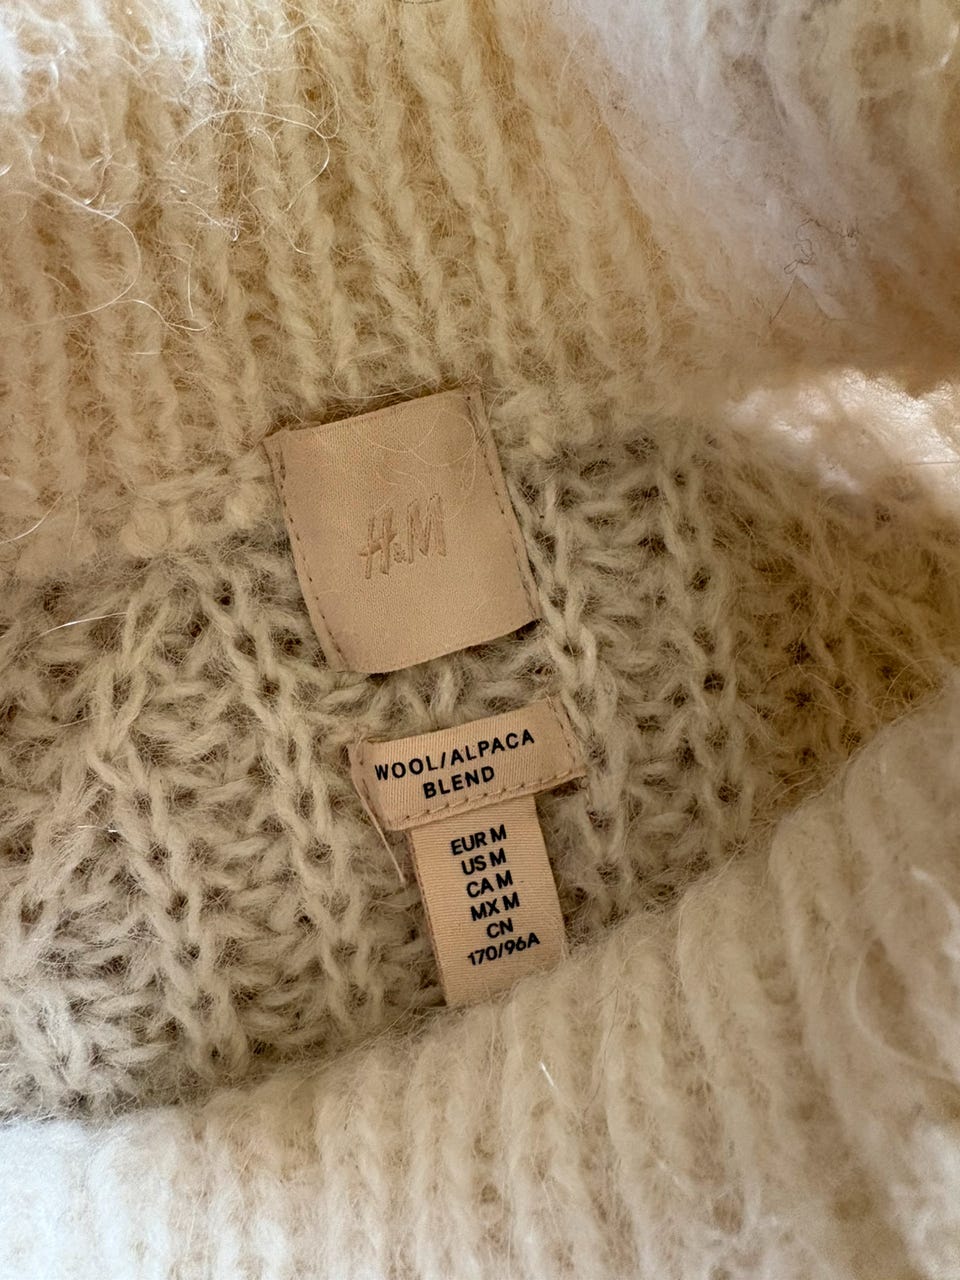 H&M
WOOL/ALPACA
BLEND
EUR M
US M
CA M
MX M
CN
170/96A